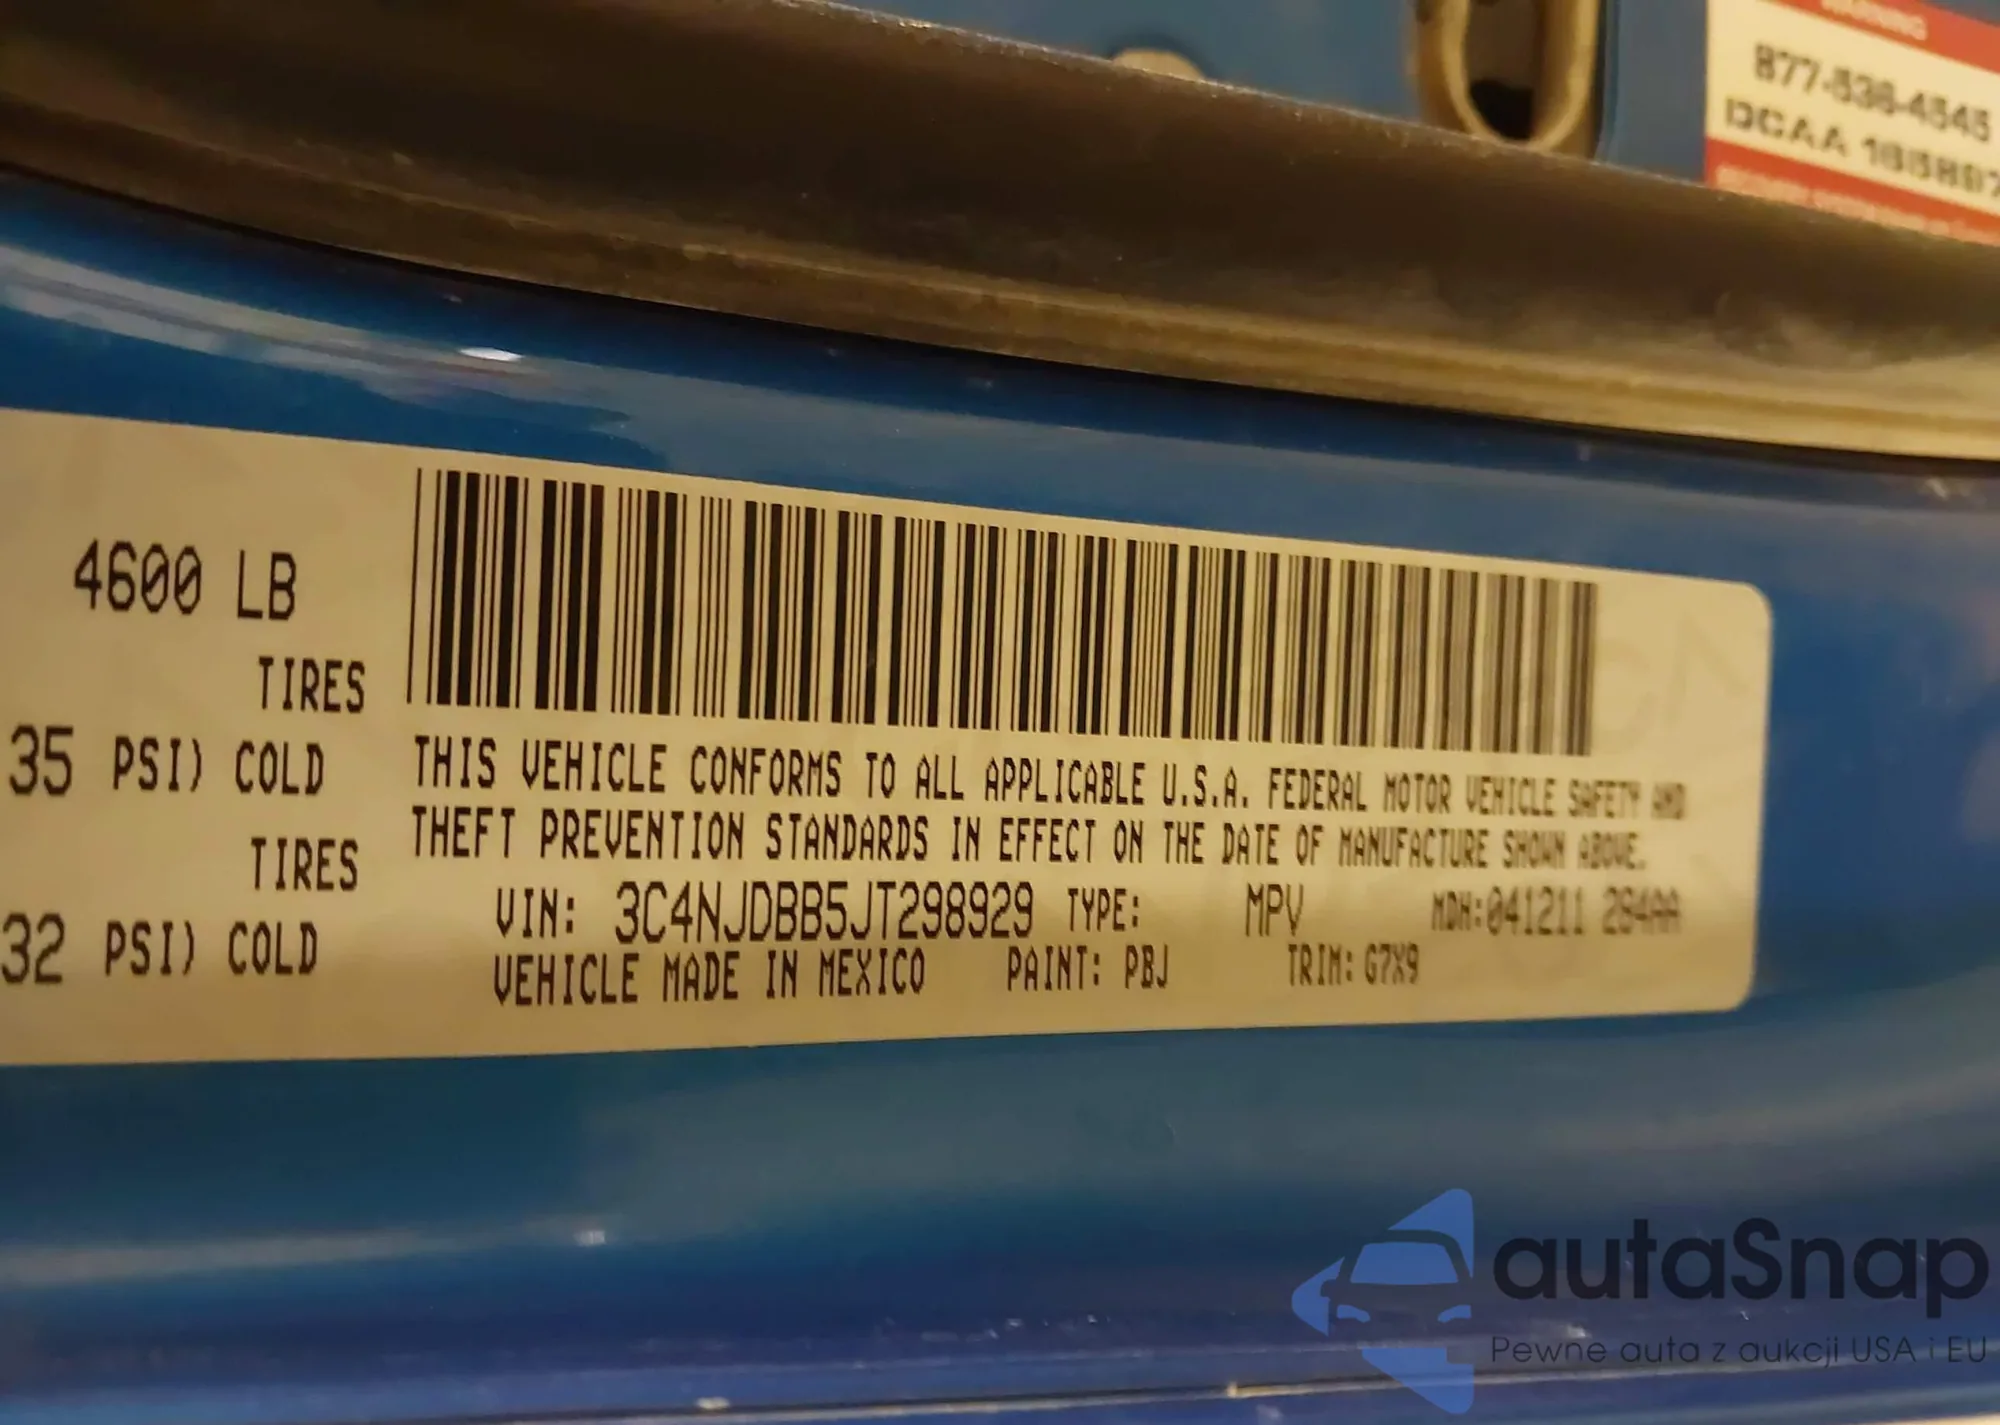 WARNING
877-536-4545
4600 LB
TIRES
35 PSI) COLD
TIRES
32 PSI) COLD
THIS VEHICLE CONFORMS TO ALL APPLICABLE U.S.A. FEDERAL MOTOR VEHICLE SAFETY AND
THEFT PREVENTION STANDARDS IN EFFECT ON THE DATE OF MANUFACTURE SHOWN ABOVE.
VIN: 3C4NJDBB5JT298929 TYPE: MPV MDH:041211 284AA
VEHICLE MADE IN MEXICO PAINT: PBJ TRIM: G7X9
autaSnap
Pewne auta z aukcji USA i EU